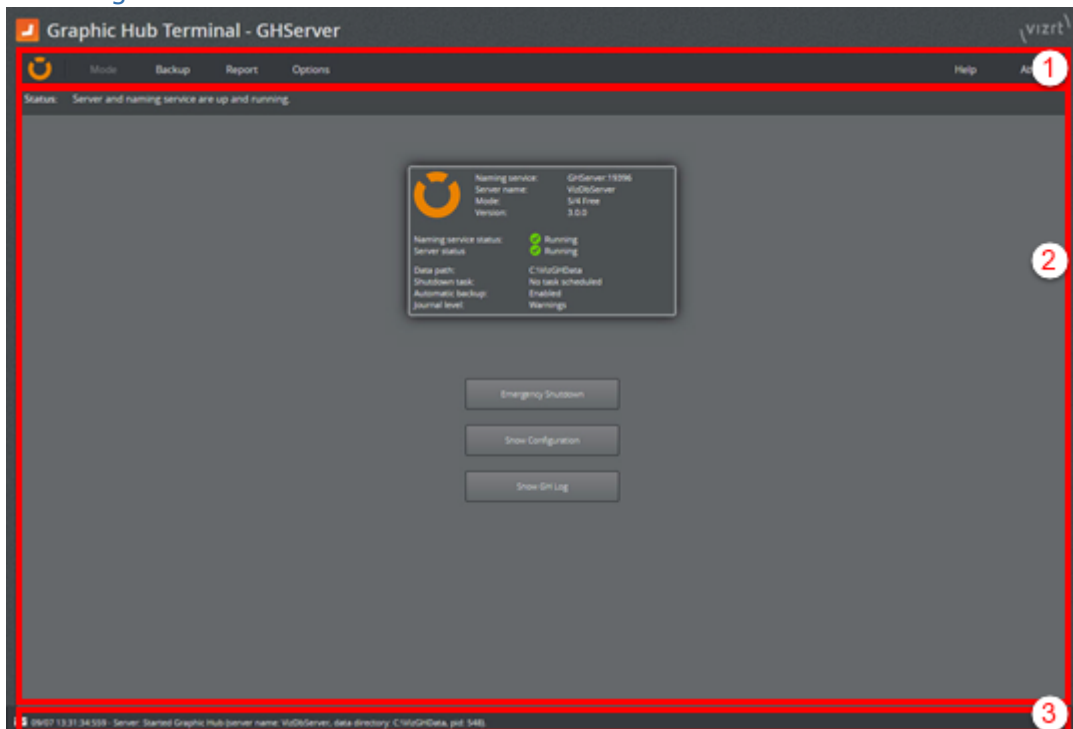 Graphic Hub Terminal - GHServer
vizrt
Mode Backup Report Options Help
1
Status: Server and naming service are up and running.
Naming service: GHServer:19396
Server name: VizDbServer
Mode: 5/4 Free
Version: 3.0.0
Naming service status: Running
Server status Running
2
Data path: C:\VizGHData
Shutdown task: No task scheduled
Automatic backup: Enabled
Journal level: Warnings
Emergency Shutdown
Show Configuration
Show GH Log
3
09/07 13:31:34:559 - Server: Started Graphic Hub (server name: VizDbServer, data directory: C:\VizGHData, pid: 548).